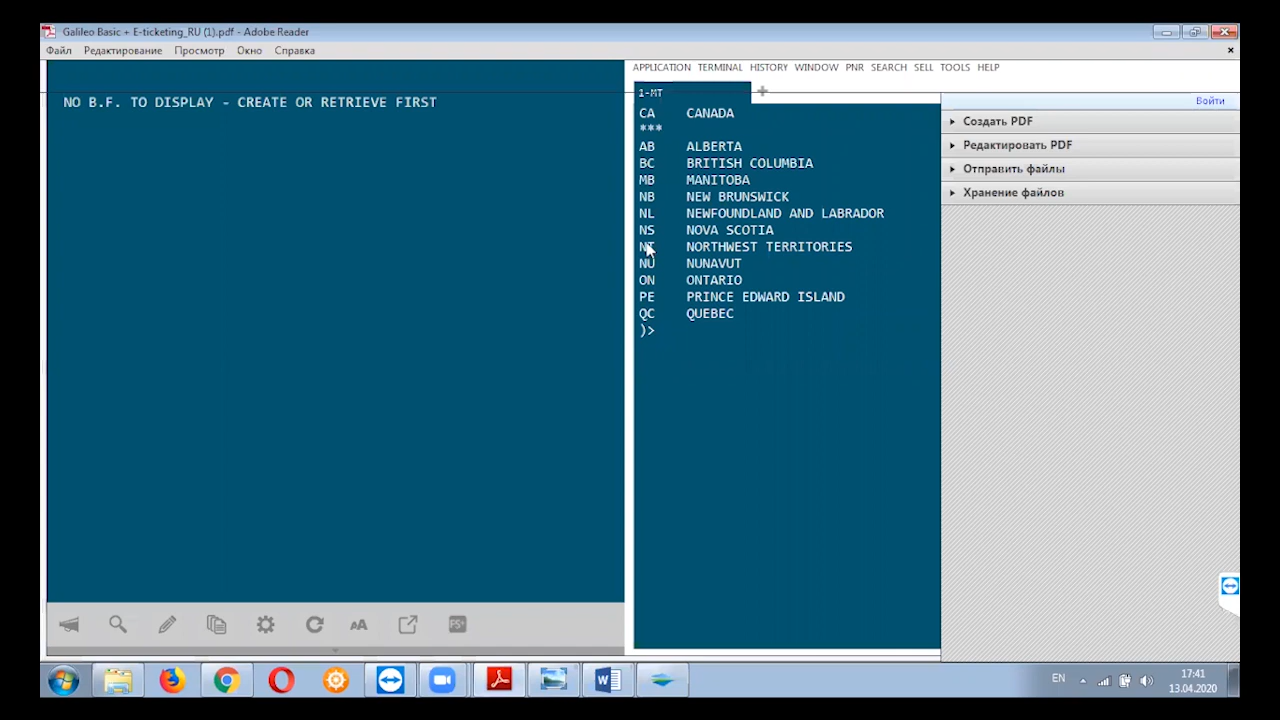 Galileo Basic + E-ticketing_RU (1).pdf - Adobe Reader
Файл Редактирование Просмотр Окно Справка
APPLICATION TERMINAL HISTORY WINDOW PNR SEARCH SELL TOOLS HELP
NO B.F. TO DISPLAY - CREATE OR RETRIEVE FIRST
1-MT
CA CANADA
***
AB ALBERTA
BC BRITISH COLUMBIA
MB MANITOBA
NB NEW BRUNSWICK
NL NEWFOUNDLAND AND LABRADOR
NS NOVA SCOTIA
NT NORTHWEST TERRITORIES
NU NUNAVUT
ON ONTARIO
PE PRINCE EDWARD ISLAND
QC QUEBEC
)>
Войти
Создать PDF
Редактировать PDF
Отправить файлы
Хранение файлов
AA
PS+
EN
17:41
13.04.2020